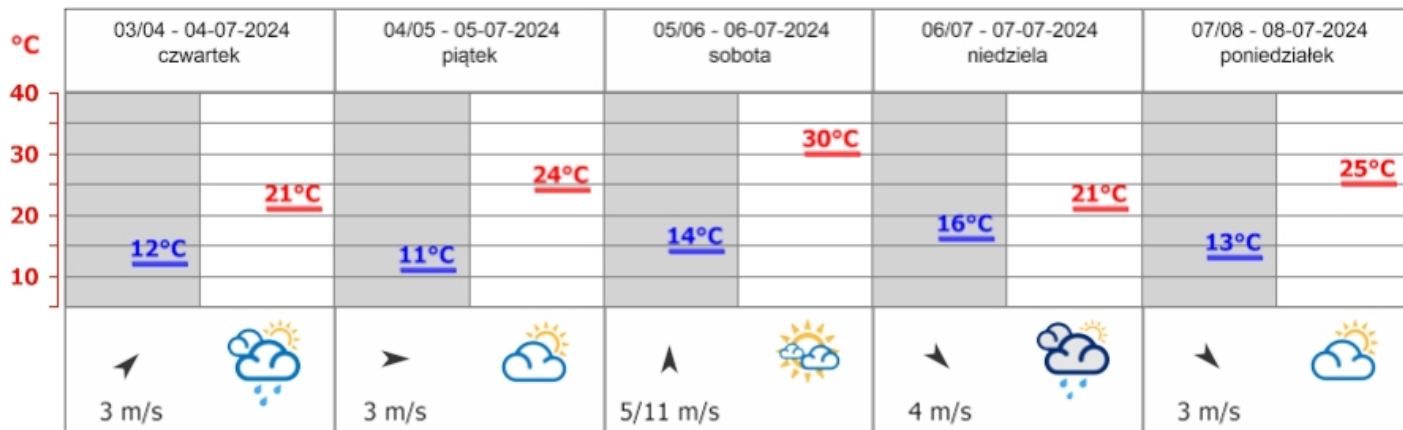 °C
03/04 - 04-07-2024
czwartek
04/05 - 05-07-2024
piątek
05/06 - 06-07-2024
sobota
06/07 - 07-07-2024
niedziela
07/08 - 08-07-2024
poniedziałek
40
30
20
10
12°C
21°C
11°C
24°C
14°C
30°C
16°C
21°C
13°C
25°C
3 m/s
3 m/s
5/11 m/s
4 m/s
3 m/s